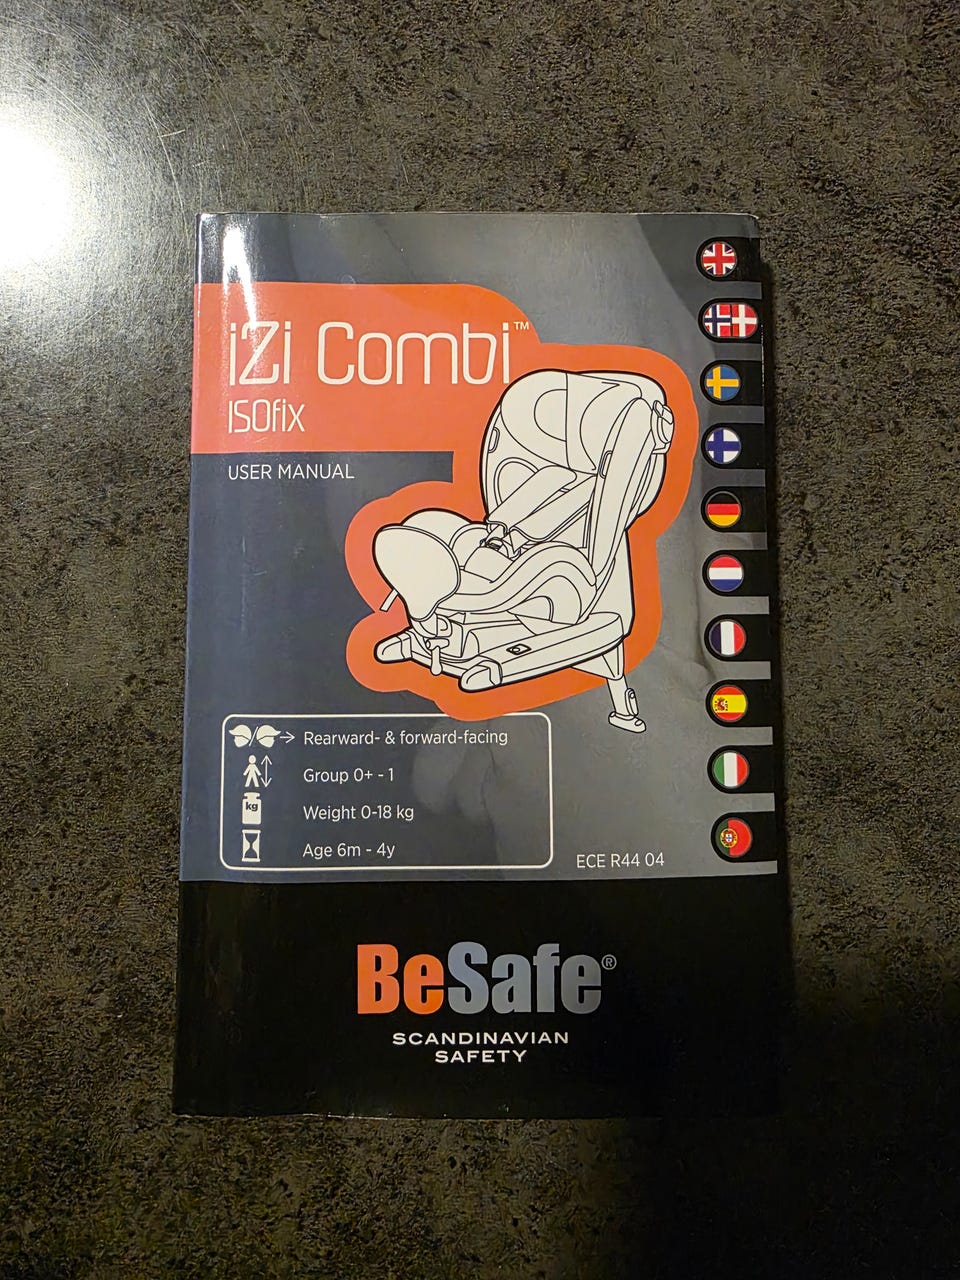 iZi Combi™
ISOfix
USER MANUAL
Rearward- & forward-facing
Group 0+ - 1
kg
Weight 0-18 kg
Age 6m - 4y
ECE R44 04
BeSafe®
SCANDINAVIAN
SAFETY